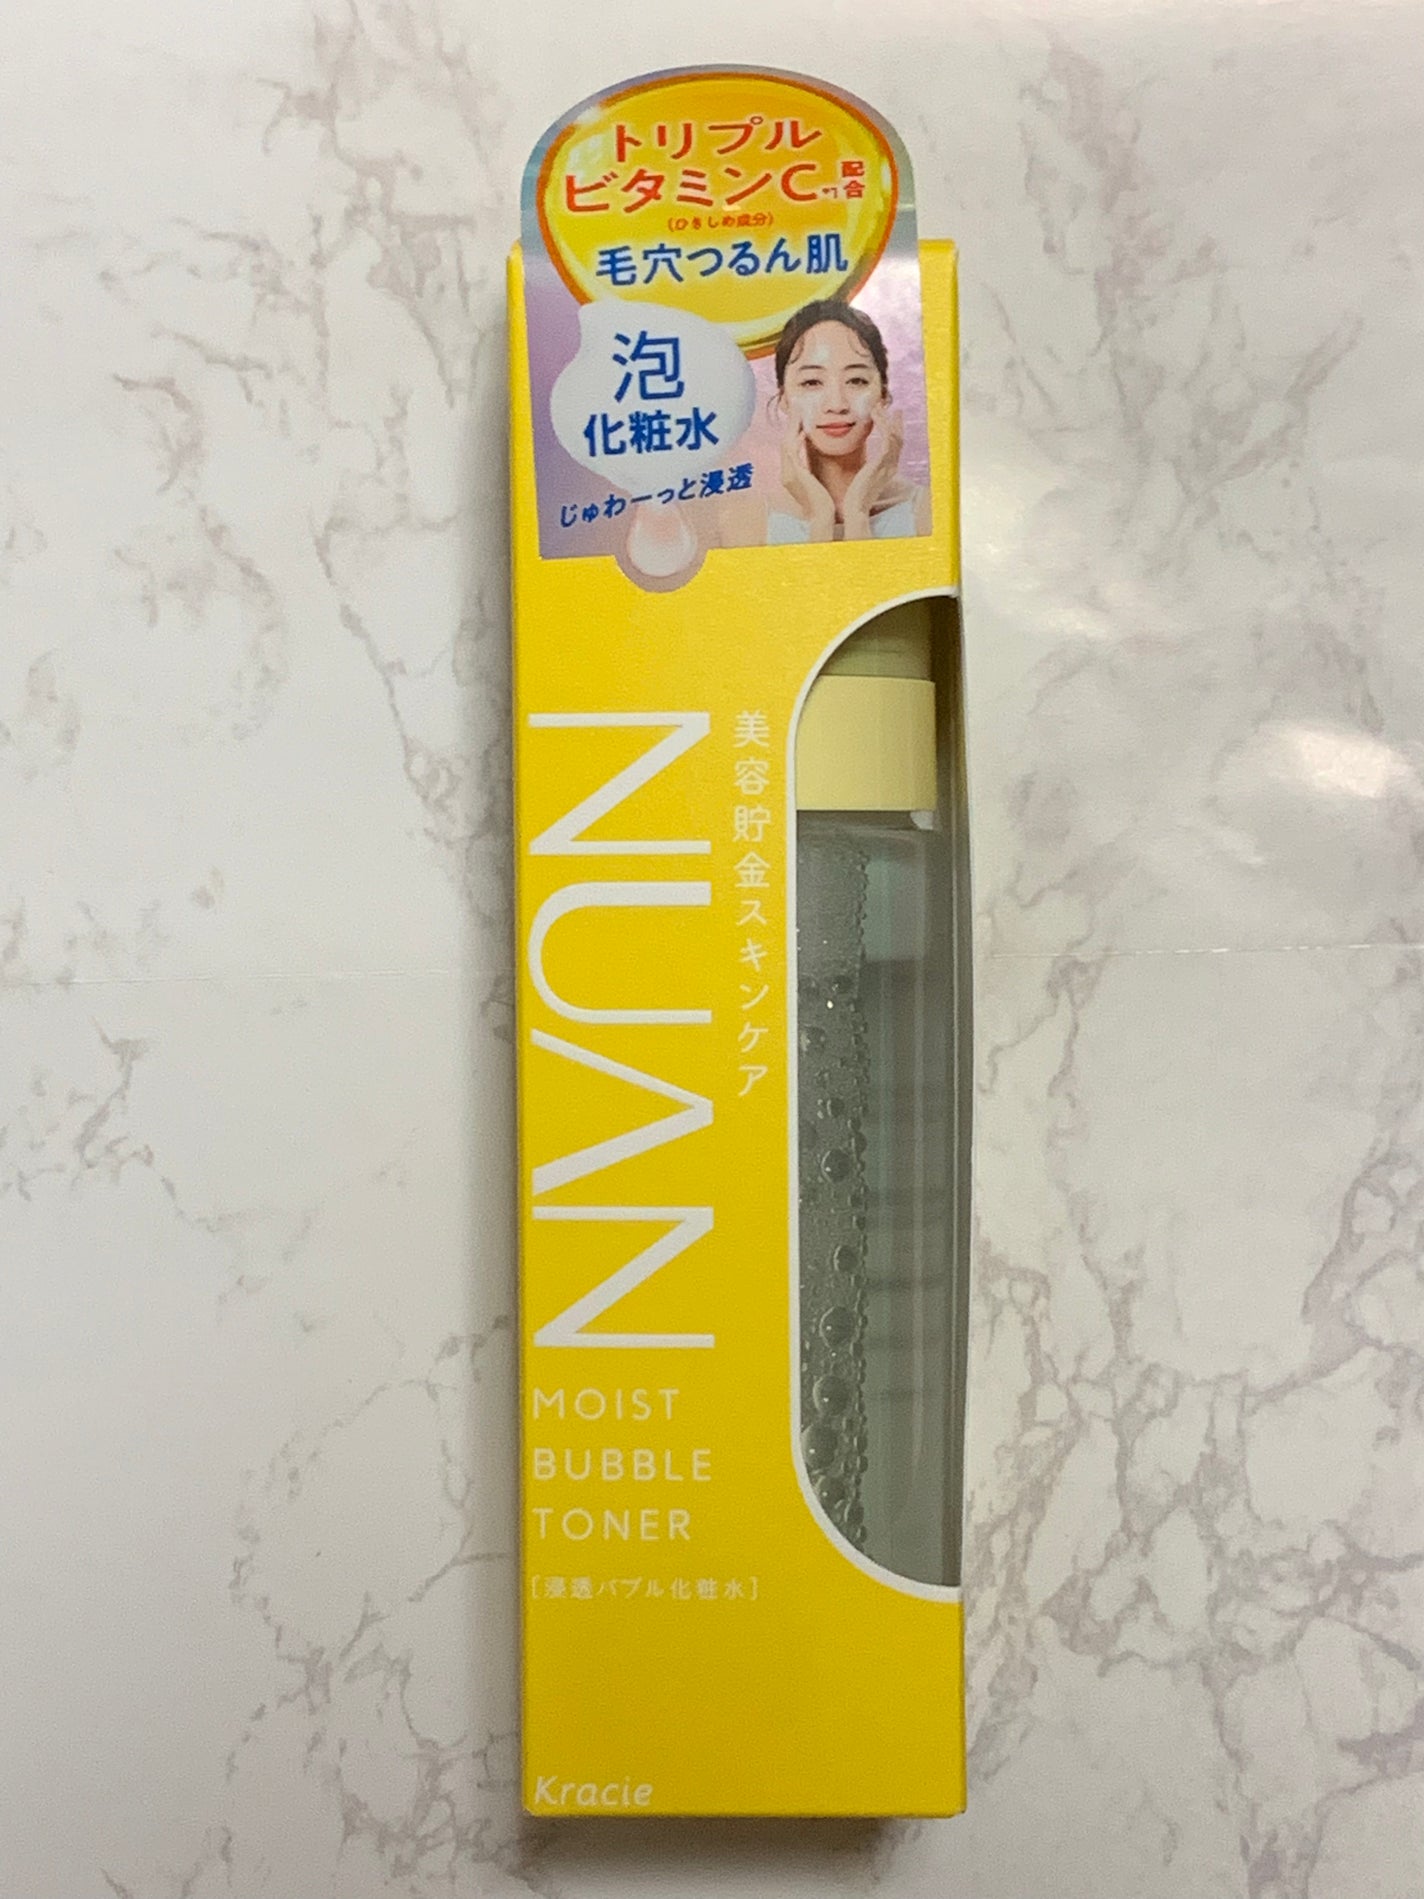 トリプル
ビタミンC*1配合
(ひきしめ成分)
毛穴つるん肌
泡
化粧水
じゅわーっと浸透
美容貯金スキンケア
NUΛN
MOIST
BUBBLE
TONER
[浸透バブル化粧水]
Kracie